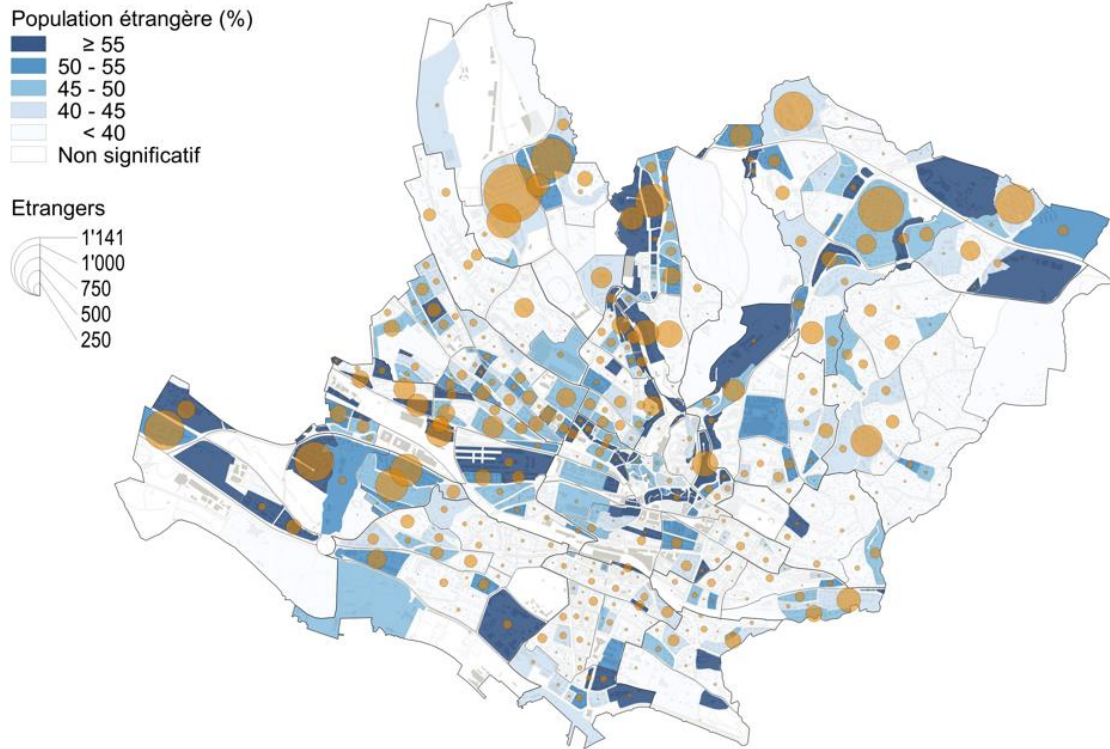 Population étrangère (%)
≥ 55
50 - 55
45 - 50
40 - 45
< 40
Non significatif
Etrangers
1'141
1'000
750
500
250